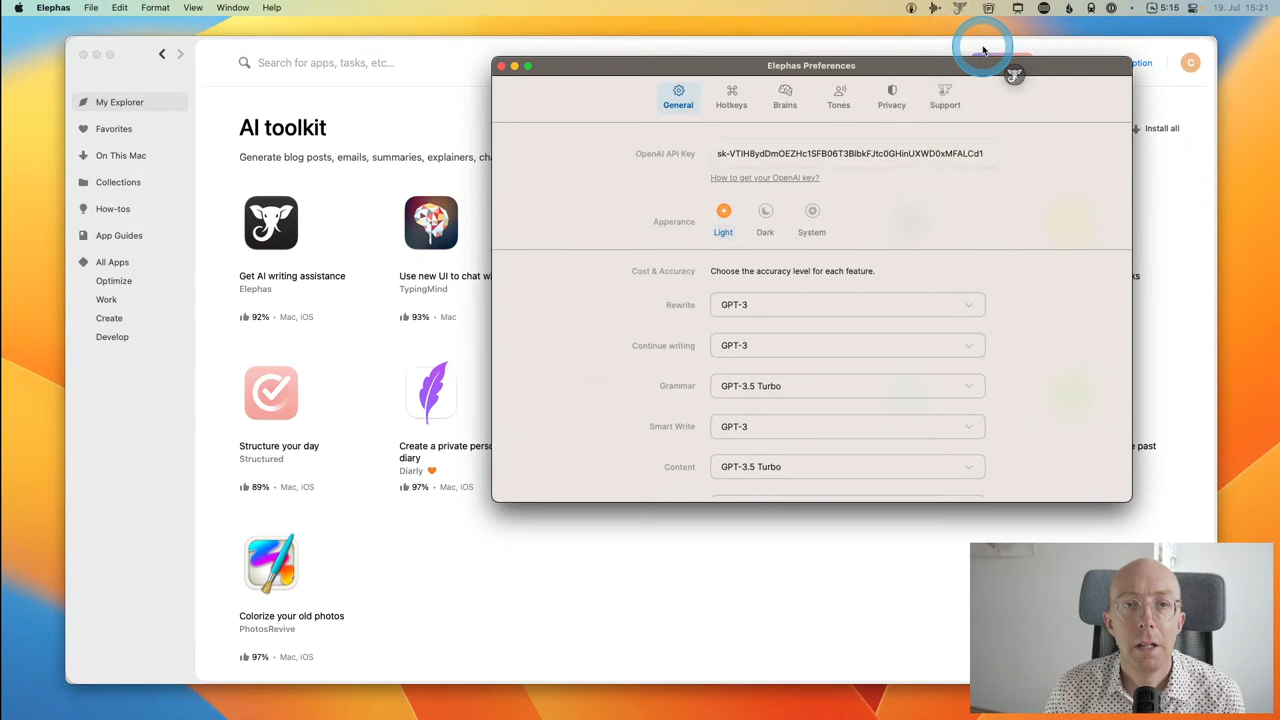 Elephas File Edit Format View Window Help
5:15 19. Jul 15:21
Search for apps, tasks, etc...
ption
C
My Explorer
Favorites
On This Mac
Collections
How-tos
App Guides
All Apps
Optimize
Work
Create
Develop
AI toolkit
Generate blog posts, emails, summaries, explainers, cha
Install all
Get AI writing assistance
Elephas
92% • Mac, iOS
Use new UI to chat wi
TypingMind
93% • Mac
ks
Structure your day
Structured
89% • Mac, iOS
Create a private perso
diary
Diarly
97% • Mac, iOS
e past
Colorize your old photos
PhotosRevive
97% • Mac, iOS
Elephas Preferences
General Hotkeys Brains Tones Privacy Support
OpenAI API Key
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
How to get your OpenAI key?
Apperance
Light Dark System
Cost & Accuracy Choose the accuracy level for each feature.
Rewrite GPT-3
Continue writing GPT-3
Grammar GPT-3.5 Turbo
Smart Write GPT-3
Content GPT-3.5 Turbo